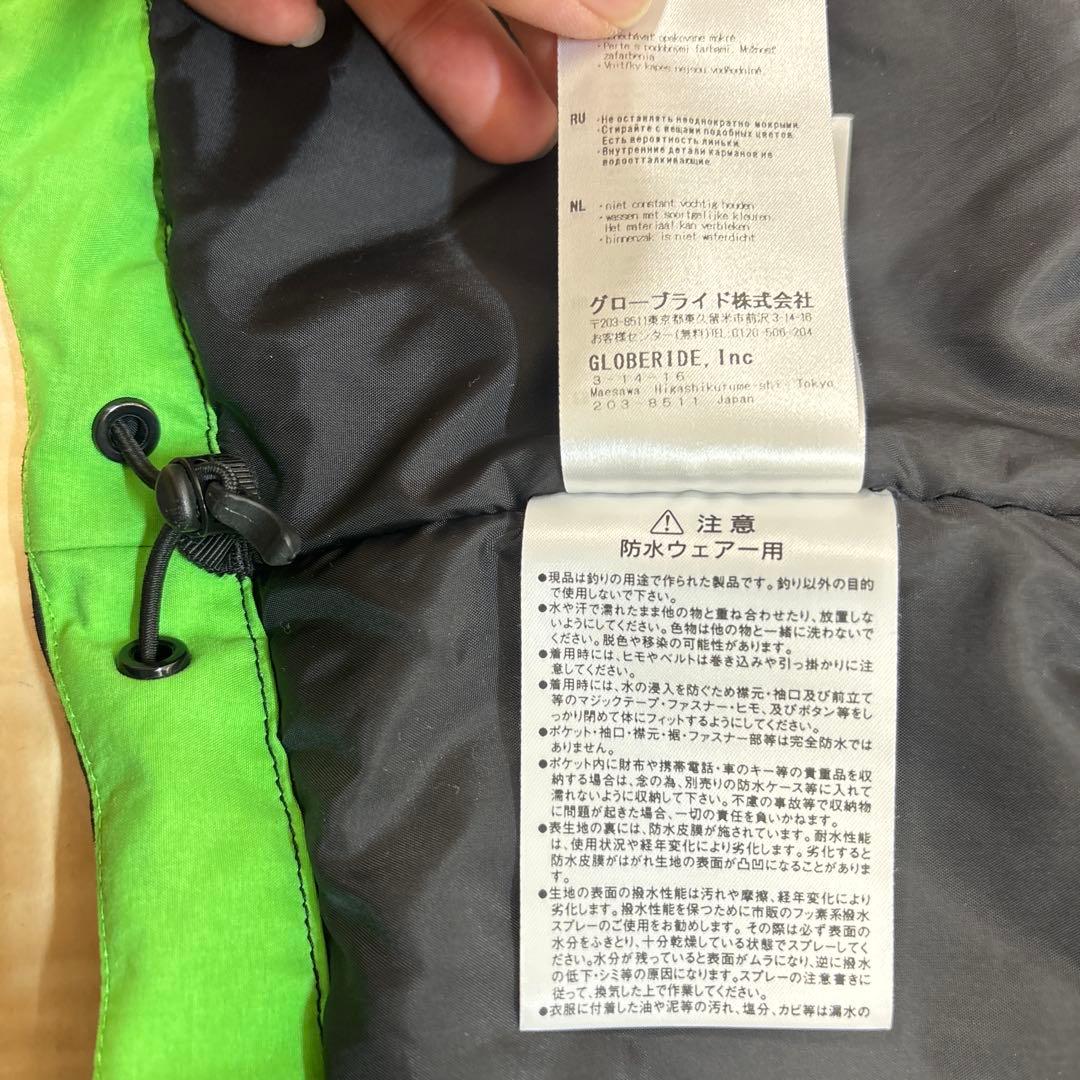 ・Parte s podobnými farbami. Možnosť
zafarbenia
RU ・Не оставлять неоднократно мокрыми.
・Стирайте с вещами подобных цветов.
Есть вероятность линьки.
・Внутренние детали карманов не
водоотталкивающие.
NL ・niet constant vochtig houden
・wassen met soortgelijke kleuren.
Het materiaal kan verbleken
・binnenzak is niet waterdicht
グローブライド株式会社
〒203-8511東京都東久留米市前沢3-14-16
お客様センター(無料)TEL:0120-506-204
GLOBERIDE, Inc
3-14-16
Maesawa Higashikurume-shi, Tokyo
203-8511 Japan
⚠注意
防水ウェアー用
●現品は釣りの用途で作られた製品です。釣り以外の目的
で使用しないで下さい。
●水や汗で濡れたまま他の物と重ね合わせたり、放置しな
いようにしてください。色物は他の物と一緒に洗わないで
ください。脱色や移染の可能性があります。
●着用時には、ヒモやベルトは巻き込みや引っ掛かりに注
意してください。
●着用時には、水の浸入を防ぐため襟元・袖口及び前立て
等のマジックテープ・ファスナー・ヒモ、及びボタン等をし
っかり閉めて体にフィットするようにしてください。
●ポケット・袖口・襟元・裾・ファスナー部等は完全防水では
ありません。
●ポケット内に財布や携帯電話・車のキー等の貴重品を収
納する場合は、念の為、別売りの防水ケース等に入れて
濡れないように収納して下さい。不慮の事故等で収納物
に問題が起きた場合、一切の責任を負いかねます。
●表生地の裏には、防水皮膜が施されています。耐水性能
は、使用状況や経年変化により劣化します。劣化すると
防水皮膜がはがれ生地の表面が凸凹になることがありま
す。
●生地の表面の撥水性能は汚れや摩擦、経年変化により
劣化します。撥水性能を保つために市販のフッ素系撥水
スプレーのご使用をお勧めします。その際は必ず表面の
水分をふきとり、十分乾燥している状態でスプレーしてく
ださい。水分が残っていると表面がムラになり、逆に撥水
の低下・シミ等の原因になります。スプレーの注意書きに
従って、換気した上で作業してください。
●衣服に付着した油や泥等の汚れ、塩分、カビ等は漏水の